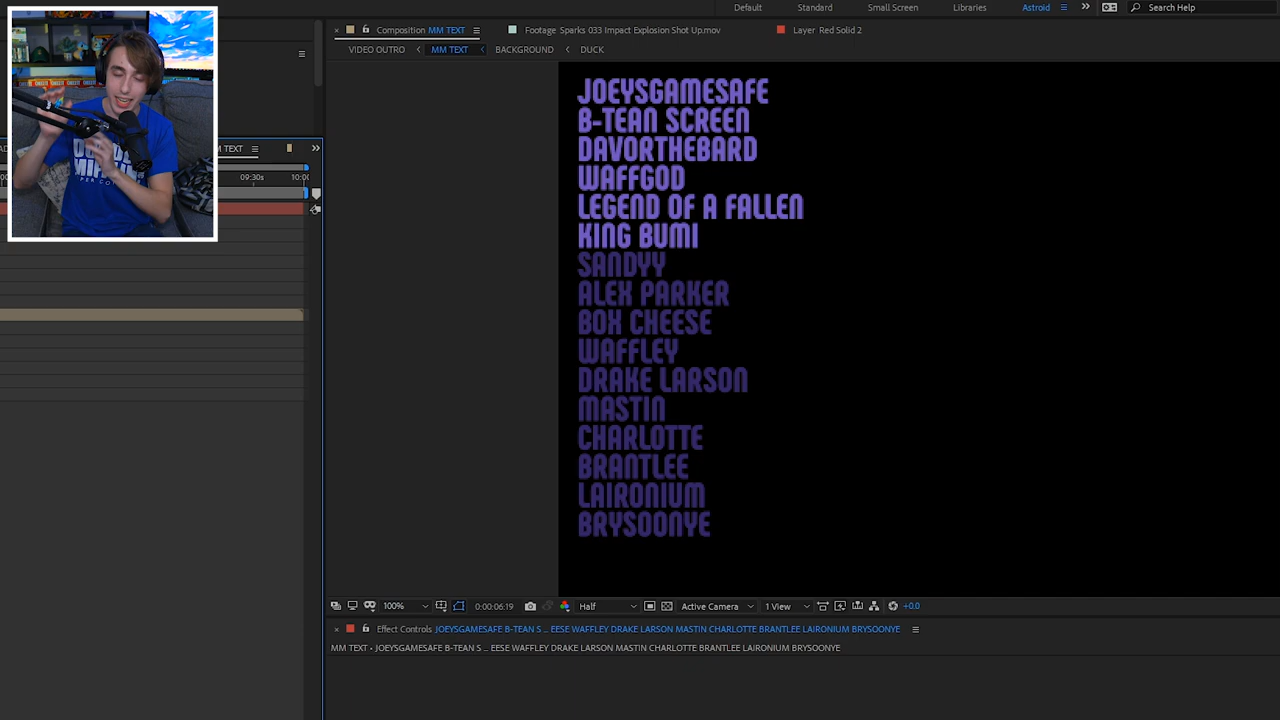 Default Standard Small Screen Libraries Astroid Search Help
Composition MM TEXT Footage Sparks 033 Impact Explosion Shot Up.mov Layer Red Solid 2
VIDEO OUTRO MM TEXT BACKGROUND DUCK
JOEYSGAMESAFE
B-TEAN SCREEN
DAVORTHEBARD
WAFFGOD
LEGEND OF A FALLEN
KING BUMI
SANDYY
ALEX PARKER
BOX CHEESE
WAFFLEY
DRAKE LARSON
MASTIN
CHARLOTTE
BRANTLEE
LAIRONIUM
BRYSOONYE
M TEXT
09:30s 10:00
100% 0:00:06:19 Half Active Camera 1 View +0.0
Effect Controls JOEYSGAMESAFE B-TEAN S ... EESE WAFFLEY DRAKE LARSON MASTIN CHARLOTTE BRANTLEE LAIRONIUM BRYSOONYE
MM TEXT • JOEYSGAMESAFE B-TEAN S ... EESE WAFFLEY DRAKE LARSON MASTIN CHARLOTTE BRANTLEE LAIRONIUM BRYSOONYE